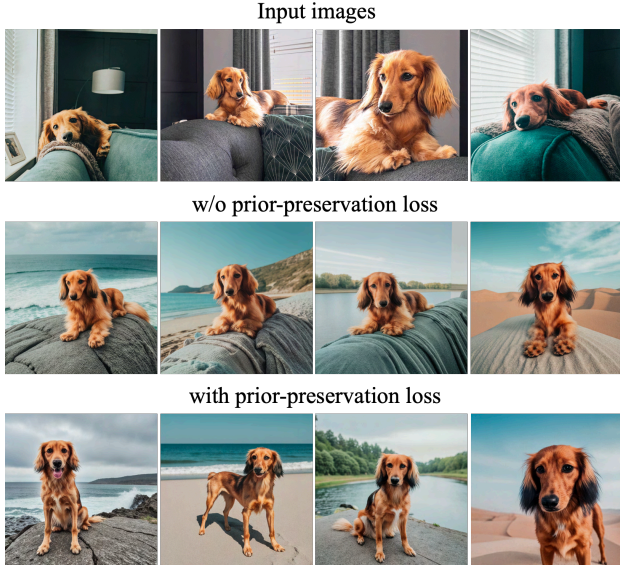 Input images
w/o prior-preservation loss
with prior-preservation loss